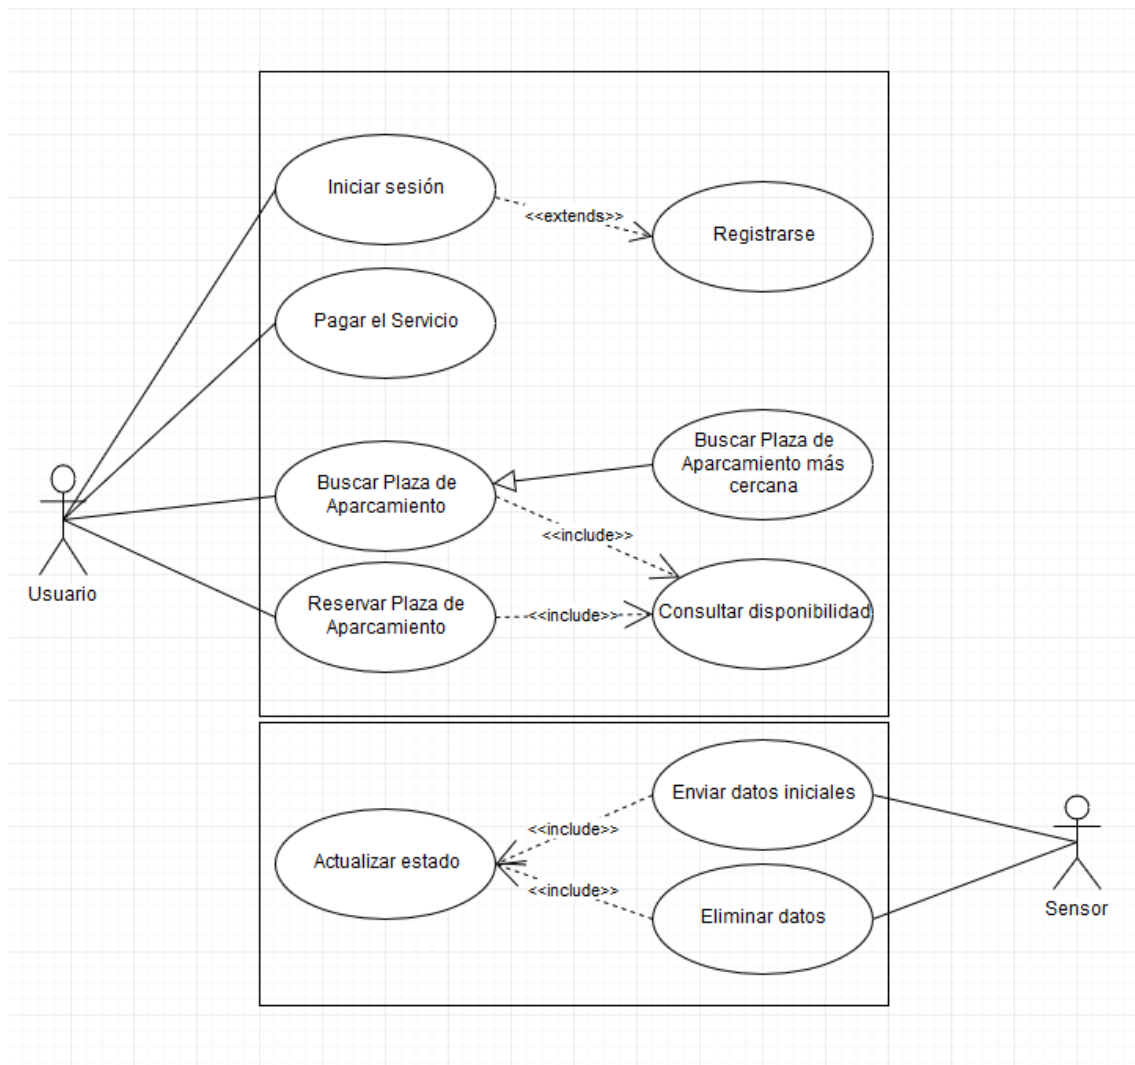 Iniciar sesión
<<extends>>
Registrarse
Pagar el Servicio
Buscar Plaza de
Aparcamiento más
cercana
Buscar Plaza de
Aparcamiento
<<include>>
Usuario
Reservar Plaza de
Aparcamiento
<<include>>
Consultar disponibilidad
Enviar datos iniciales
<<include>>
Actualizar estado
<<include>>
Eliminar datos
Sensor